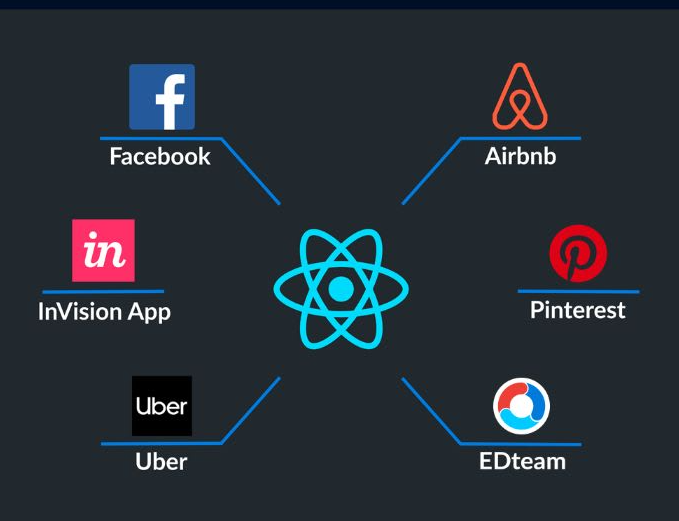 Facebook
Airbnb
in
InVision App
Pinterest
Uber
Uber
EDteam